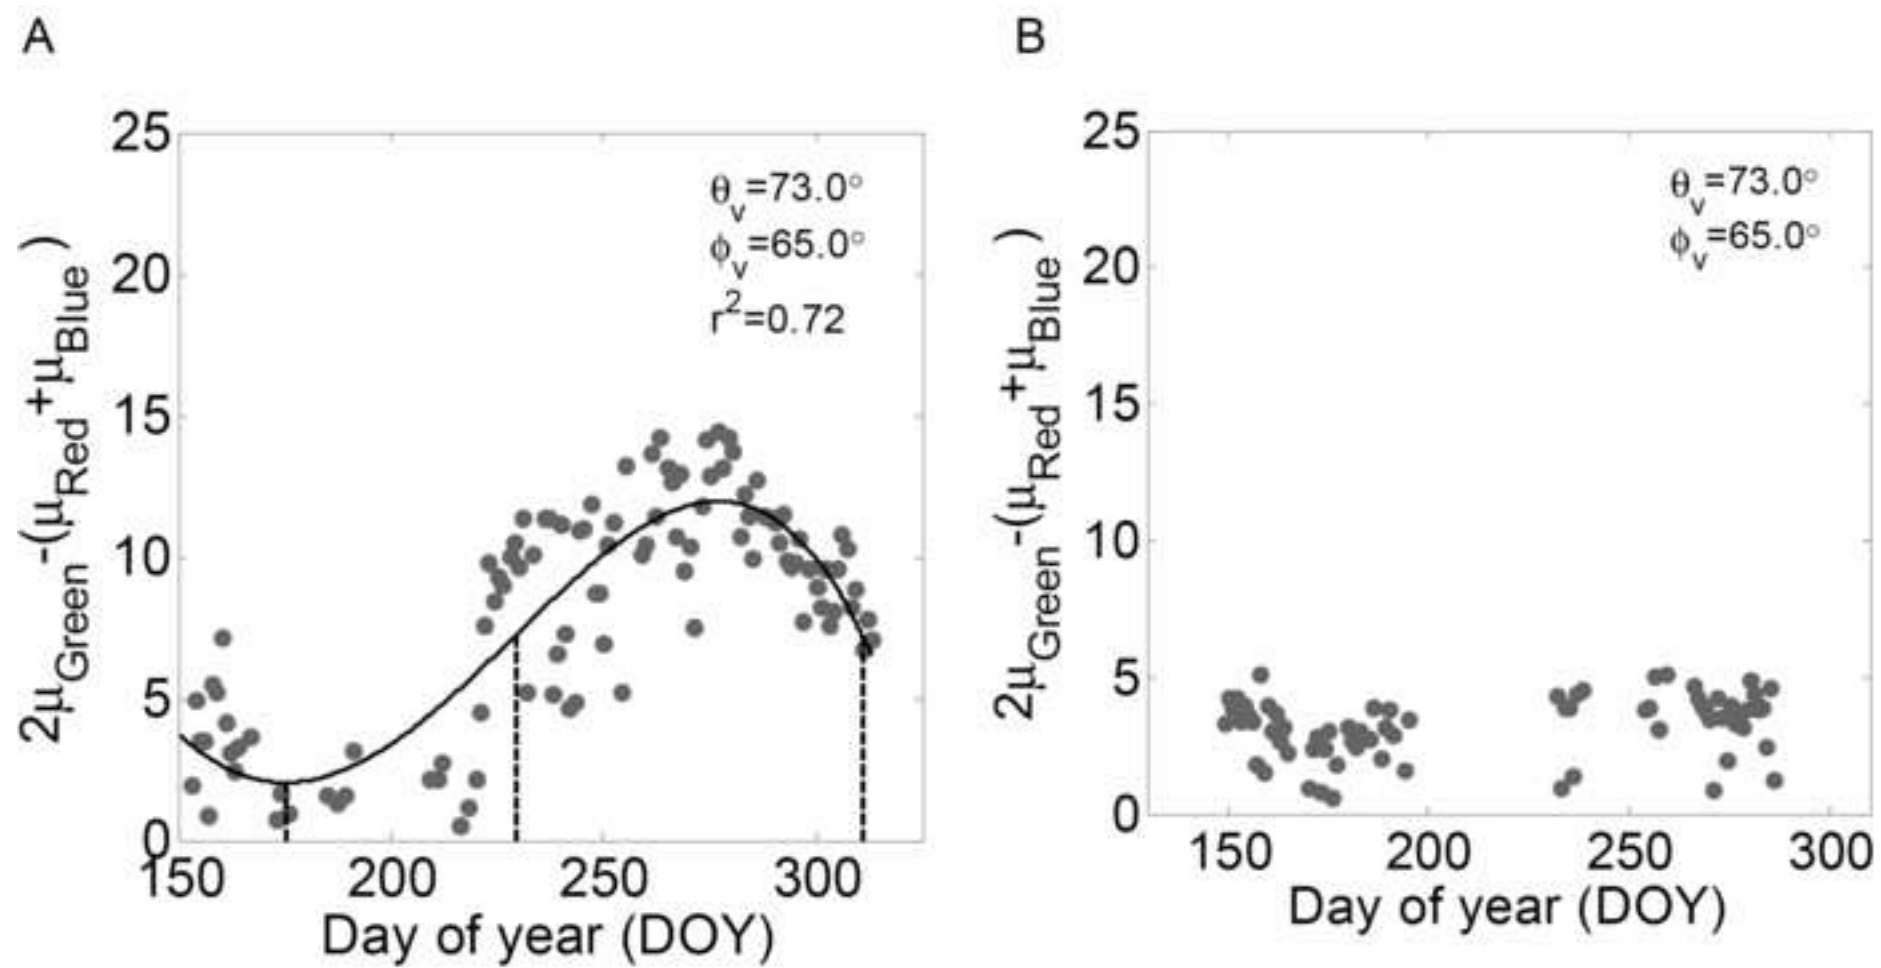 A
25
20
15
10
5
0
150 200 250 300
Day of year (DOY)
2μGreen-(μRed+μBlue)
θv=73.0°
ϕv=65.0°
r²=0.72
B
25
20
15
10
5
0
150 200 250 300
Day of year (DOY)
2μGreen-(μRed+μBlue)
θv=73.0°
ϕv=65.0°